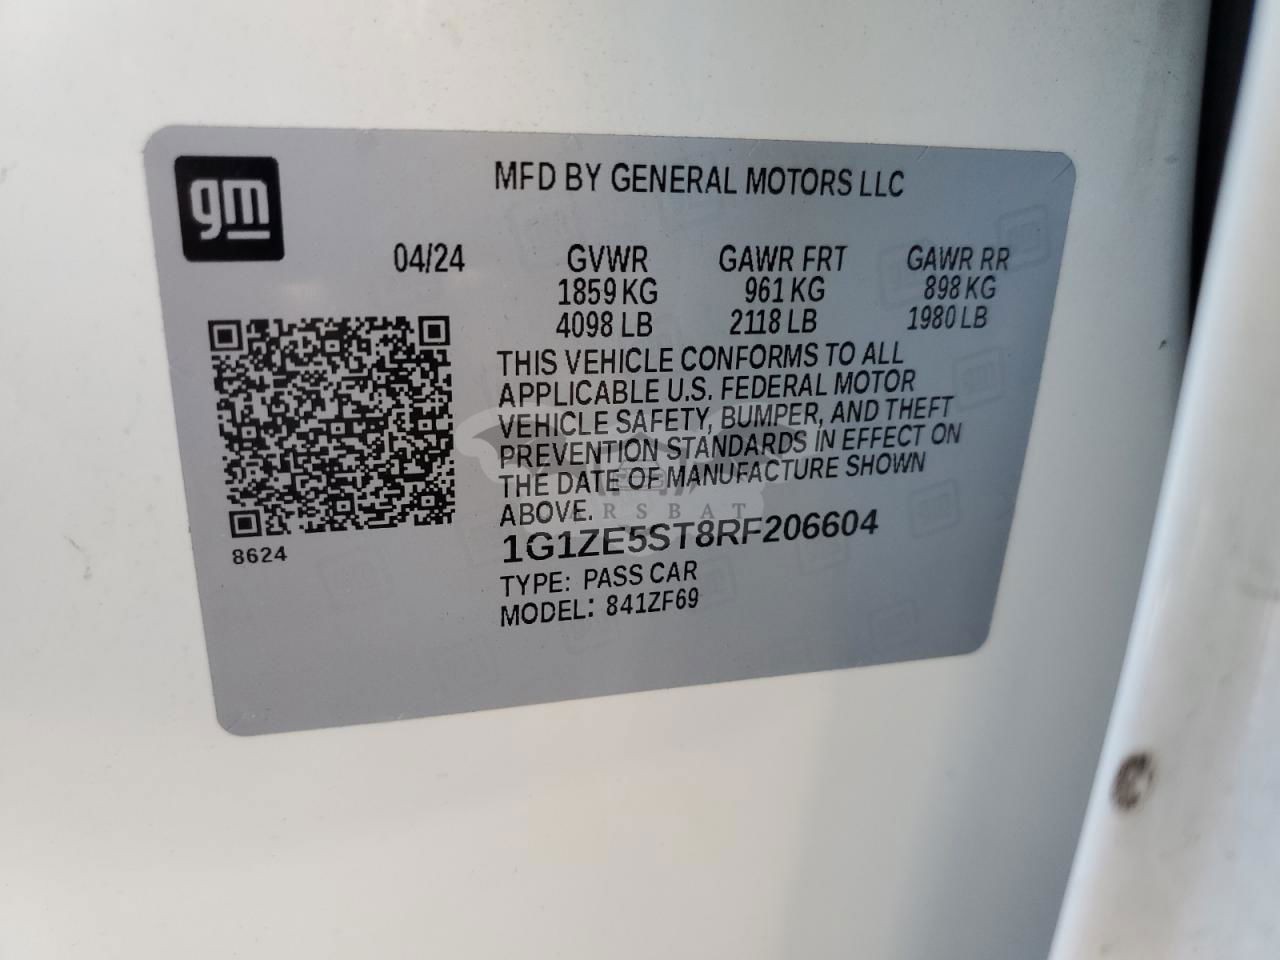 gm
MFD BY GENERAL MOTORS LLC
04/24 GVWR GAWR FRT GAWR RR
1859 KG 961 KG 898 KG
4098 LB 2118 LB 1980 LB
THIS VEHICLE CONFORMS TO ALL
APPLICABLE U.S. FEDERAL MOTOR
VEHICLE SAFETY, BUMPER, AND THEFT
PREVENTION STANDARDS IN EFFECT ON
THE DATE OF MANUFACTURE SHOWN
ABOVE.
1G1ZE5ST8RF206604
TYPE: PASS CAR
MODEL: 841ZF69
8624